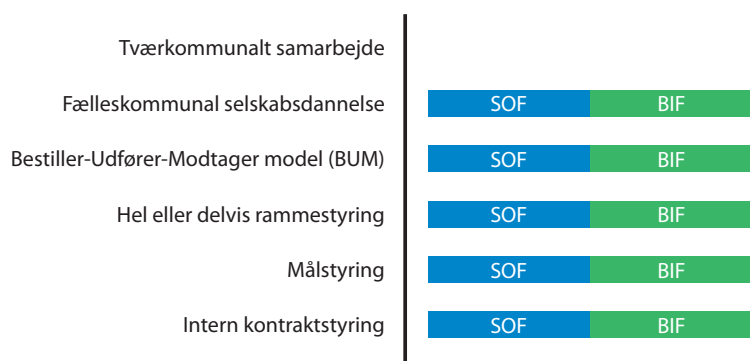 Tværkommunalt samarbejde
Fælleskommunal selskabsdannelse SOF BIF
Bestiller-Udfører-Modtager model (BUM) SOF BIF
Hel eller delvis rammestyring SOF BIF
Målstyring SOF BIF
Intern kontraktstyring SOF BIF